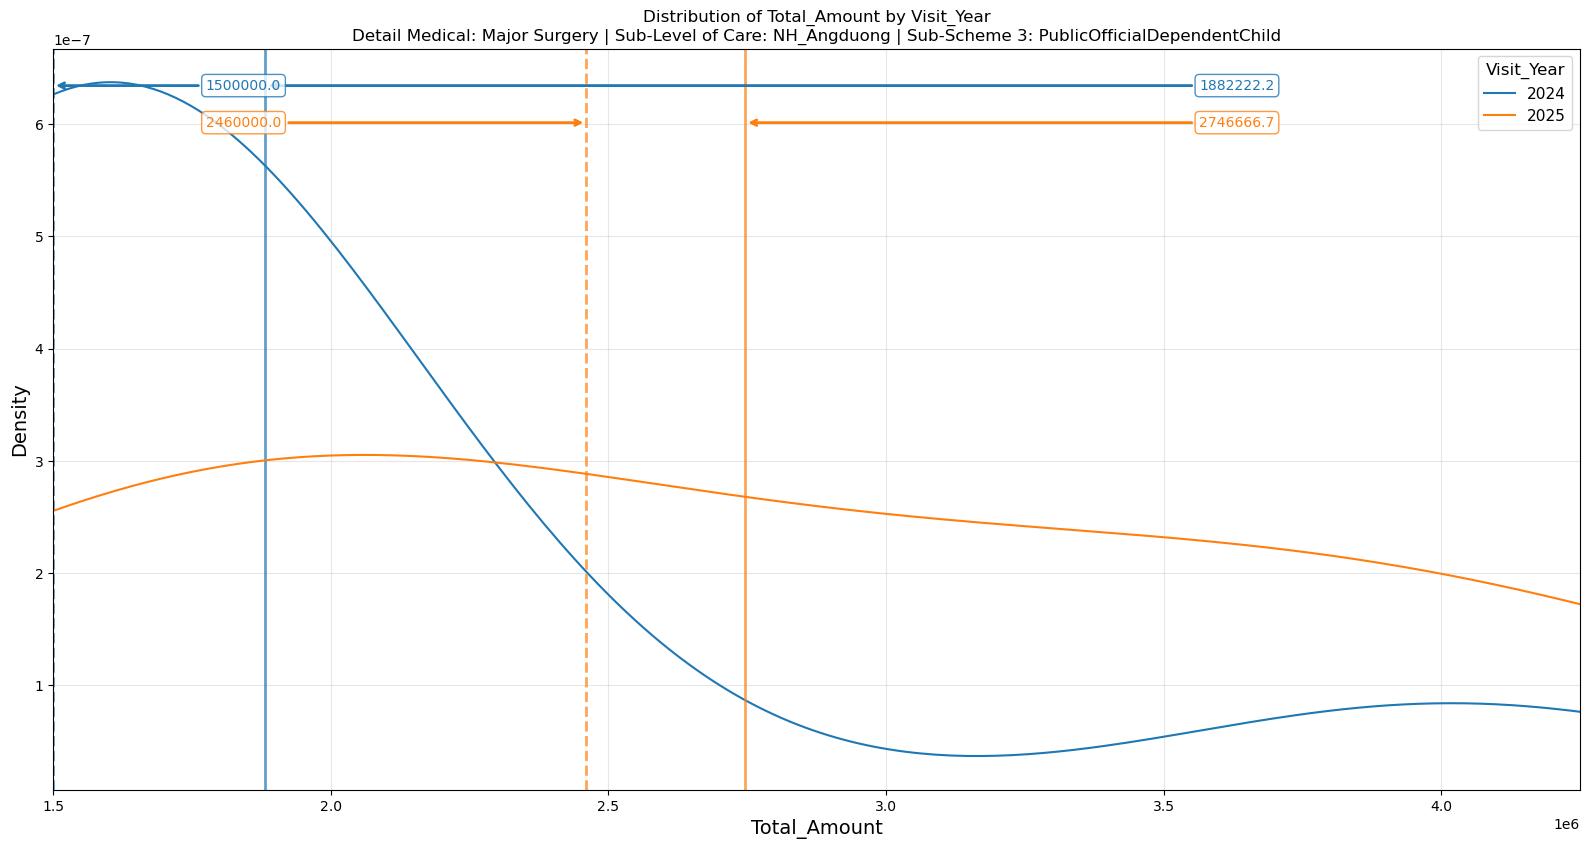 Distribution of Total_Amount by Visit_Year
Detail Medical: Major Surgery | Sub-Level of Care: NH_Angduong | Sub-Scheme 3: PublicOfficialDependentChild
1e−7
Visit_Year
2024
2025
1500000.0
1882222.2
2460000.0
2746666.7
6
5
4
3
2
1
Density
1.5
2.0
2.5
3.0
3.5
4.0
1e6
Total_Amount